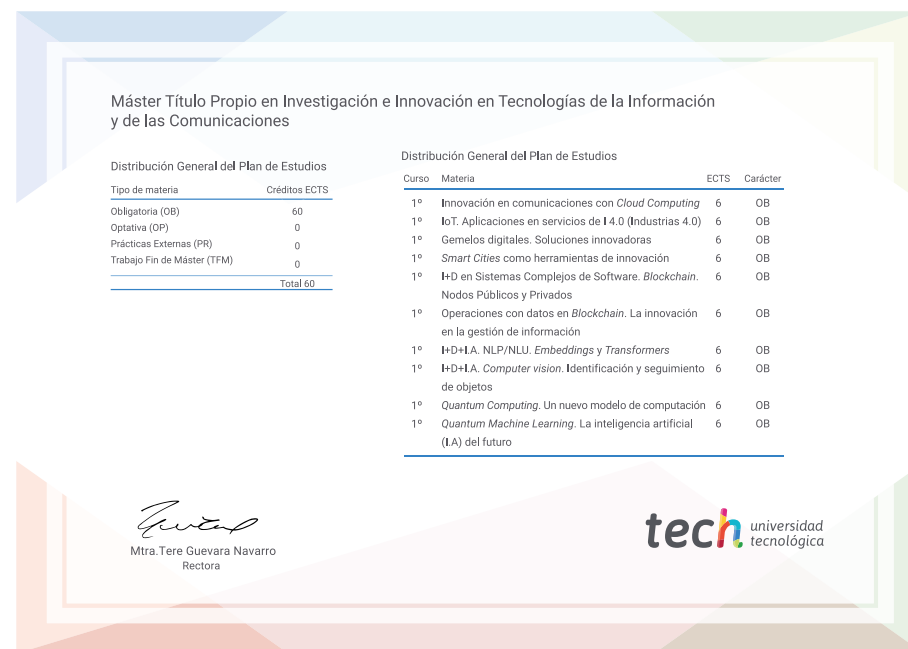 Máster Título Propio en Investigación e Innovación en Tecnologías de la Información
y de las Comunicaciones
Distribución General del Plan de Estudios
Tipo de materia Créditos ECTS
Obligatoria (OB) 60
Optativa (OP) 0
Prácticas Externas (PR) 0
Trabajo Fin de Máster (TFM) 0
Total 60
Distribución General del Plan de Estudios
Curso Materia ECTS Carácter
1º Innovación en comunicaciones con Cloud Computing 6 OB
1º IoT. Aplicaciones en servicios de I 4.0 (Industrias 4.0) 6 OB
1º Gemelos digitales. Soluciones innovadoras 6 OB
1º Smart Cities como herramientas de innovación 6 OB
1º I+D en Sistemas Complejos de Software. Blockchain. 6 OB
Nodos Públicos y Privados
1º Operaciones con datos en Blockchain. La innovación 6 OB
en la gestión de información
1º I+D+I.A. NLP/NLU. Embeddings y Transformers 6 OB
1º I+D+I.A. Computer vision. Identificación y seguimiento 6 OB
de objetos
1º Quantum Computing. Un nuevo modelo de computación 6 OB
1º Quantum Machine Learning. La inteligencia artificial 6 OB
(I.A) del futuro
Mtra.Tere Guevara Navarro
Rectora
tech universidad
tecnológica